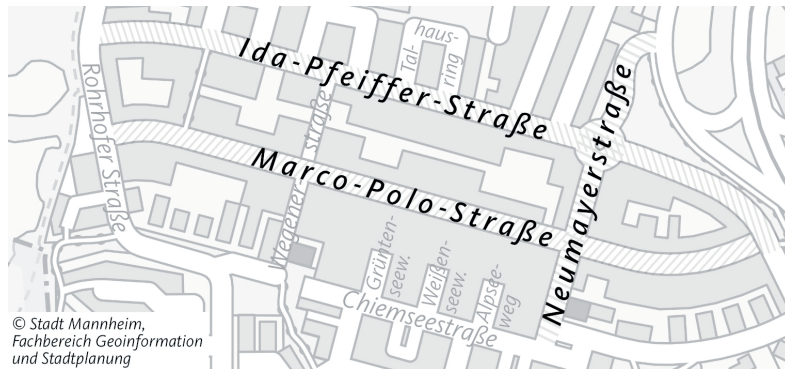 Tal-
haus-
ring
Ida-Pfeiffer-Straße
Neumayerstraße
Rohrhofer Straße
Wegener-straße
Marco-Polo-Straße
Grünten-
seew.
Weißen-
seew.
Alpsee-
weg
Chiemseestraße
© Stadt Mannheim,
Fachbereich Geoinformation
und Stadtplanung